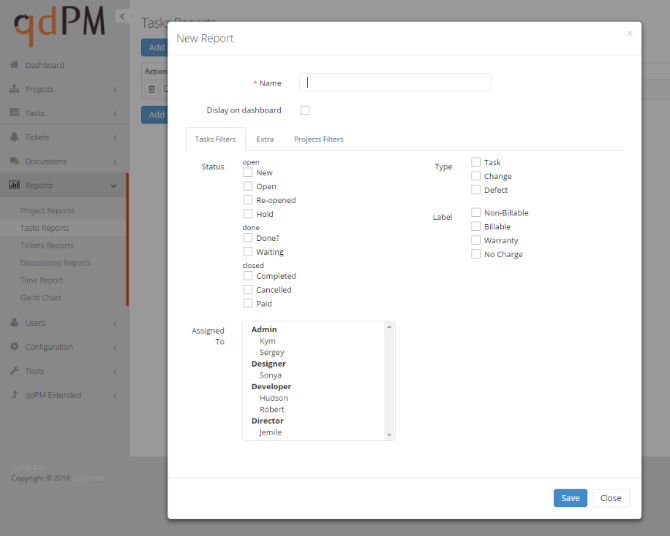 qdPM
Dashboard
Projects
Tasks
Tickets
Discussions
Reports
Project Reports
Tasks Reports
Tickets Reports
Discussions Reports
Time Report
Gantt Chart
Users
Configuration
Tools
qdPM Extended
Copyright © 2016
Tasks Reports
Add
Action
Add
New Report
×
* Name
Dislay on dashboard
Tasks Filters Extra Projects Filters
Status
open
New
Open
Re-opened
Hold
done
Done?
Waiting
closed
Completed
Cancelled
Paid
Type
Task
Change
Defect
Label
Non-Billable
Billable
Warranty
No Charge
Assigned
To
Admin
Kym
Sergey
Designer
Sonya
Developer
Hudson
Robert
Director
Jemile
Save Close